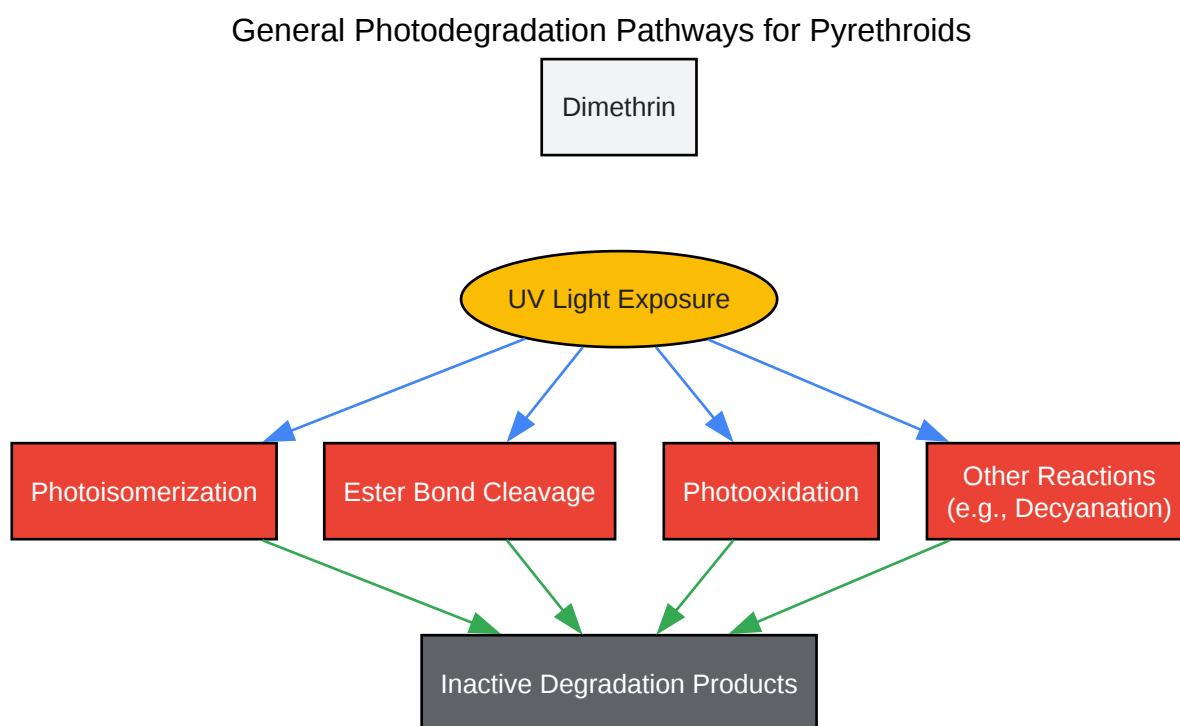 General Photodegradation Pathways for Pyrethroids
Dimethrin
UV Light Exposure
Photoisomerization
Ester Bond Cleavage
Photooxidation
Other Reactions
(e.g., Decyanation)
Inactive Degradation Products